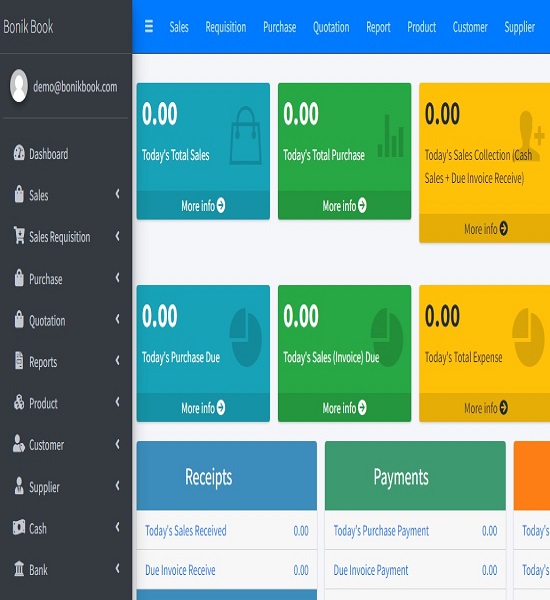 Bonik Book
Sales Requisition Purchase Quotation Report Product Customer Supplier
demo@bonikbook.com
Dashboard
Sales
Sales Requisition
Purchase
Quotation
Reports
Product
Customer
Supplier
Cash
Bank
0.00
Today's Total Sales
More info
0.00
Today's Total Purchase
More info
0.00
Today's Sales Collection (Cash
Sales + Due Invoice Receive)
More info
0.00
Today's Purchase Due
More info
0.00
Today's Sales (Invoice) Due
More info
0.00
Today's Total Expense
More info
Receipts
Today's Sales Received 0.00
Due Invoice Receive 0.00
Payments
Today's Purchase Payment 0.00
Due Invoice Payment 0.00
Today's
Today's